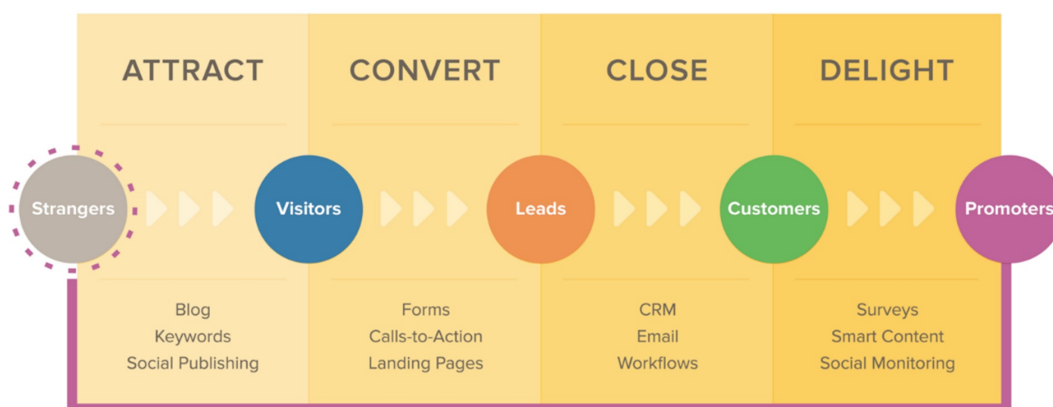 ATTRACT
CONVERT
CLOSE
DELIGHT
Strangers
Visitors
Leads
Customers
Promoters
Blog
Keywords
Social Publishing
Forms
Calls-to-Action
Landing Pages
CRM
Email
Workflows
Surveys
Smart Content
Social Monitoring